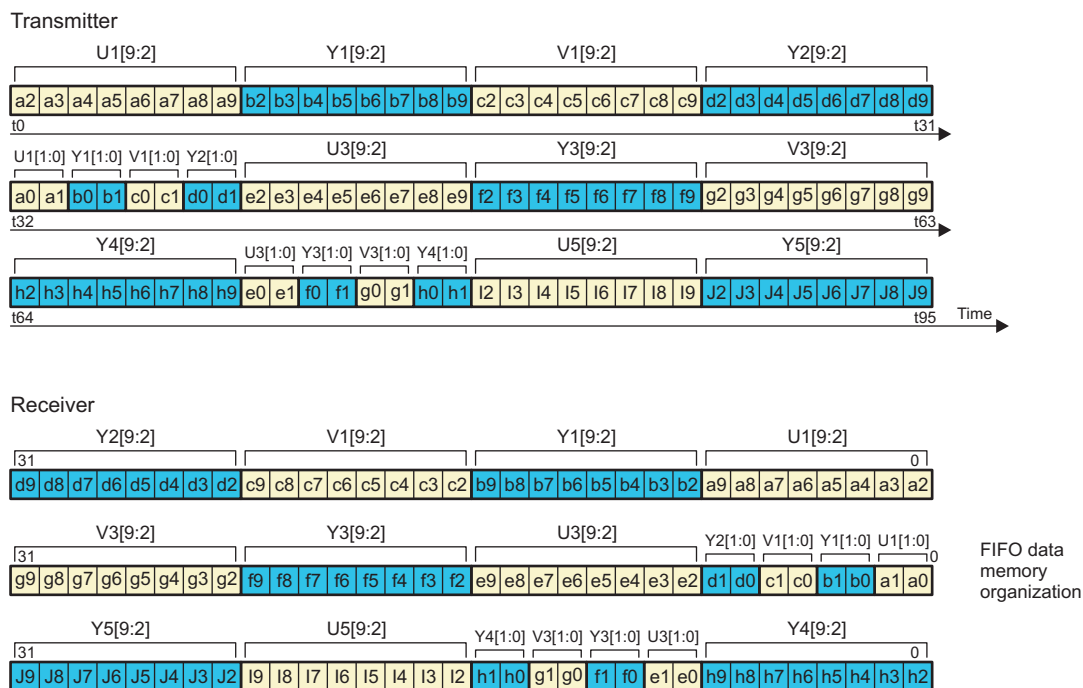 Transmitter
U1[9:2] Y1[9:2] V1[9:2] Y2[9:2]
a2 a3 a4 a5 a6 a7 a8 a9 b2 b3 b4 b5 b6 b7 b8 b9 c2 c3 c4 c5 c6 c7 c8 c9 d2 d3 d4 d5 d6 d7 d8 d9
t0 t31
U1[1:0] Y1[1:0] V1[1:0] Y2[1:0] U3[9:2] Y3[9:2] V3[9:2]
a0 a1 b0 b1 c0 c1 d0 d1 e2 e3 e4 e5 e6 e7 e8 e9 f2 f3 f4 f5 f6 f7 f8 f9 g2 g3 g4 g5 g6 g7 g8 g9
t32 t63
Y4[9:2] U3[1:0] Y3[1:0] V3[1:0] Y4[1:0] U5[9:2] Y5[9:2]
h2 h3 h4 h5 h6 h7 h8 h9 e0 e1 f0 f1 g0 g1 h0 h1 I2 I3 I4 I5 I6 I7 I8 I9 J2 J3 J4 J5 J6 J7 J8 J9
t64 t95 Time
Receiver
Y2[9:2] V1[9:2] Y1[9:2] U1[9:2]
31 0
d9 d8 d7 d6 d5 d4 d3 d2 c9 c8 c7 c6 c5 c4 c3 c2 b9 b8 b7 b6 b5 b4 b3 b2 a9 a8 a7 a6 a5 a4 a3 a2
V3[9:2] Y3[9:2] U3[9:2] Y2[1:0] V1[1:0] Y1[1:0] U1[1:0]
31 0
g9 g8 g7 g6 g5 g4 g3 g2 f9 f8 f7 f6 f5 f4 f3 f2 e9 e8 e7 e6 e5 e4 e3 e2 d1 d0 c1 c0 b1 b0 a1 a0
FIFO data
memory
organization
Y5[9:2] U5[9:2] Y4[1:0] V3[1:0] Y3[1:0] U3[1:0] Y4[9:2]
31 0
J9 J8 J7 J6 J5 J4 J3 J2 I9 I8 I7 I6 I5 I4 I3 I2 h1 h0 g1 g0 f1 f0 e1 e0 h9 h8 h7 h6 h5 h4 h3 h2